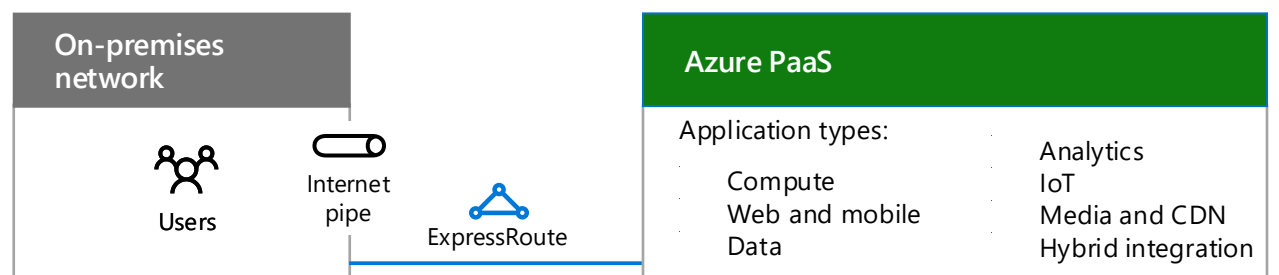 On-premises
network
Users
Internet
pipe
ExpressRoute
Azure PaaS
Application types:
Compute
Web and mobile
Data
Analytics
IoT
Media and CDN
Hybrid integration